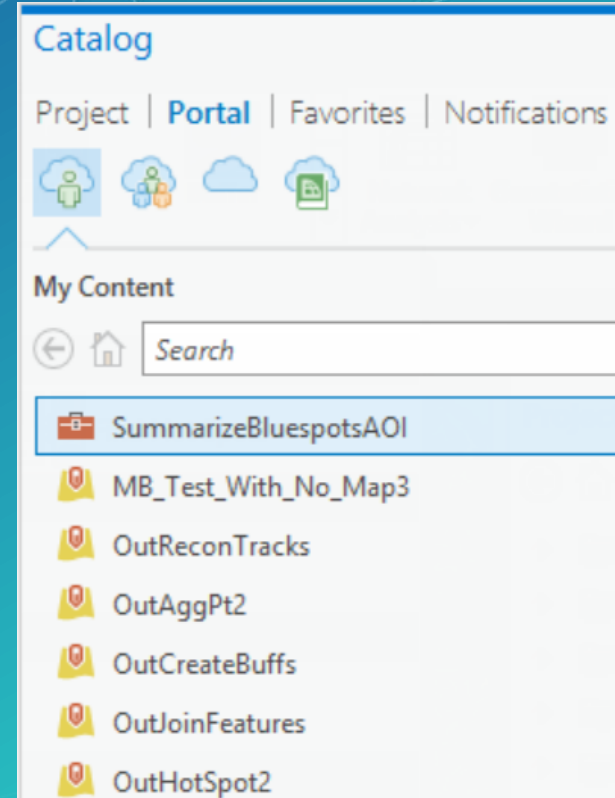 Catalog
Project | Portal | Favorites | Notifications
My Content
Search
SummarizeBluespotsAOI
MB_Test_With_No_Map3
OutReconTracks
OutAggPt2
OutCreateBuffs
OutJoinFeatures
OutHotSpot2